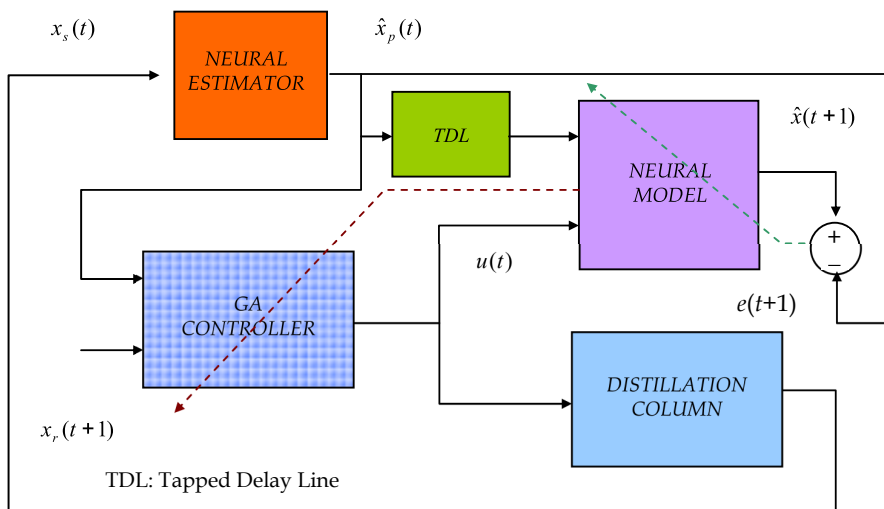 x_s(t)
x̂_p(t)
NEURAL
ESTIMATOR
TDL
x̂(t+1)
NEURAL
MODEL
+
−
u(t)
e(t+1)
GA
CONTROLLER
DISTILLATION
COLUMN
x_r(t+1)
TDL: Tapped Delay Line